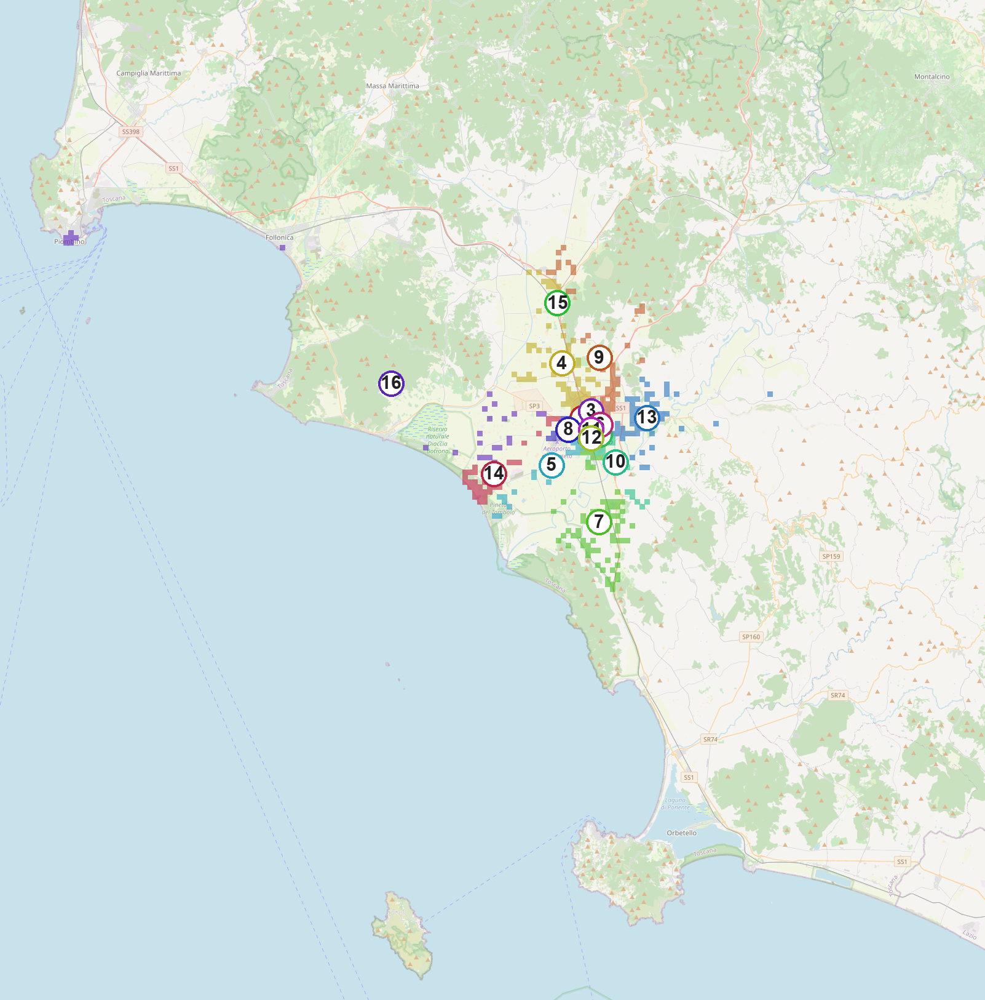 Campiglia Marittima
Massa Marittima
Montalcino
SS398
SS1
Toscana
Follonica
Piombino
15
4
9
16
Toscana
SP3
3
SS1
13
8
11
12
Riserva
naturale
Diaccia
Botrona
Aeroporto
5
10
14
Pineta
del Tombolo
7
SP159
Toscana
SP160
SR74
SR74
SS1
Laguna
di Ponente
Orbetello
Toscana
SS1
Toscana
Lazio